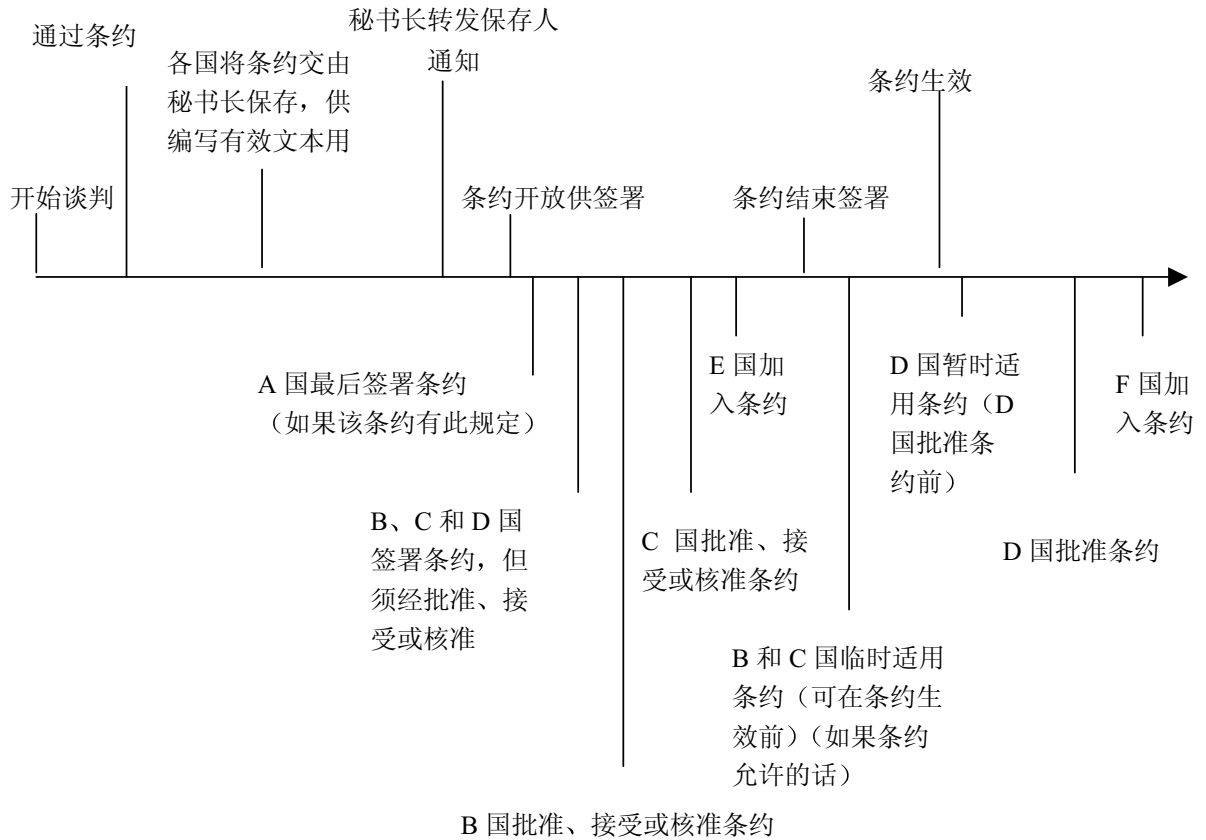 通过条约
秘书长转发保存人
通知
各国将条约交由
秘书长保存，供
编写有效文本用
条约生效
开始谈判
条约开放供签署
条约结束签署
A 国最后签署条约
（如果该条约有此规定）
E 国加
入条约
D 国暂时适
用条约（D
国批准条
约前）
F 国加
入条约
B、C 和 D 国
签署条约，但
须经批准、接
受或核准
C 国批准、接
受或核准条约
D 国批准条约
B 和 C 国临时适用
条约（可在条约生
效前）（如果条约
允许的话）
B 国批准、接受或核准条约